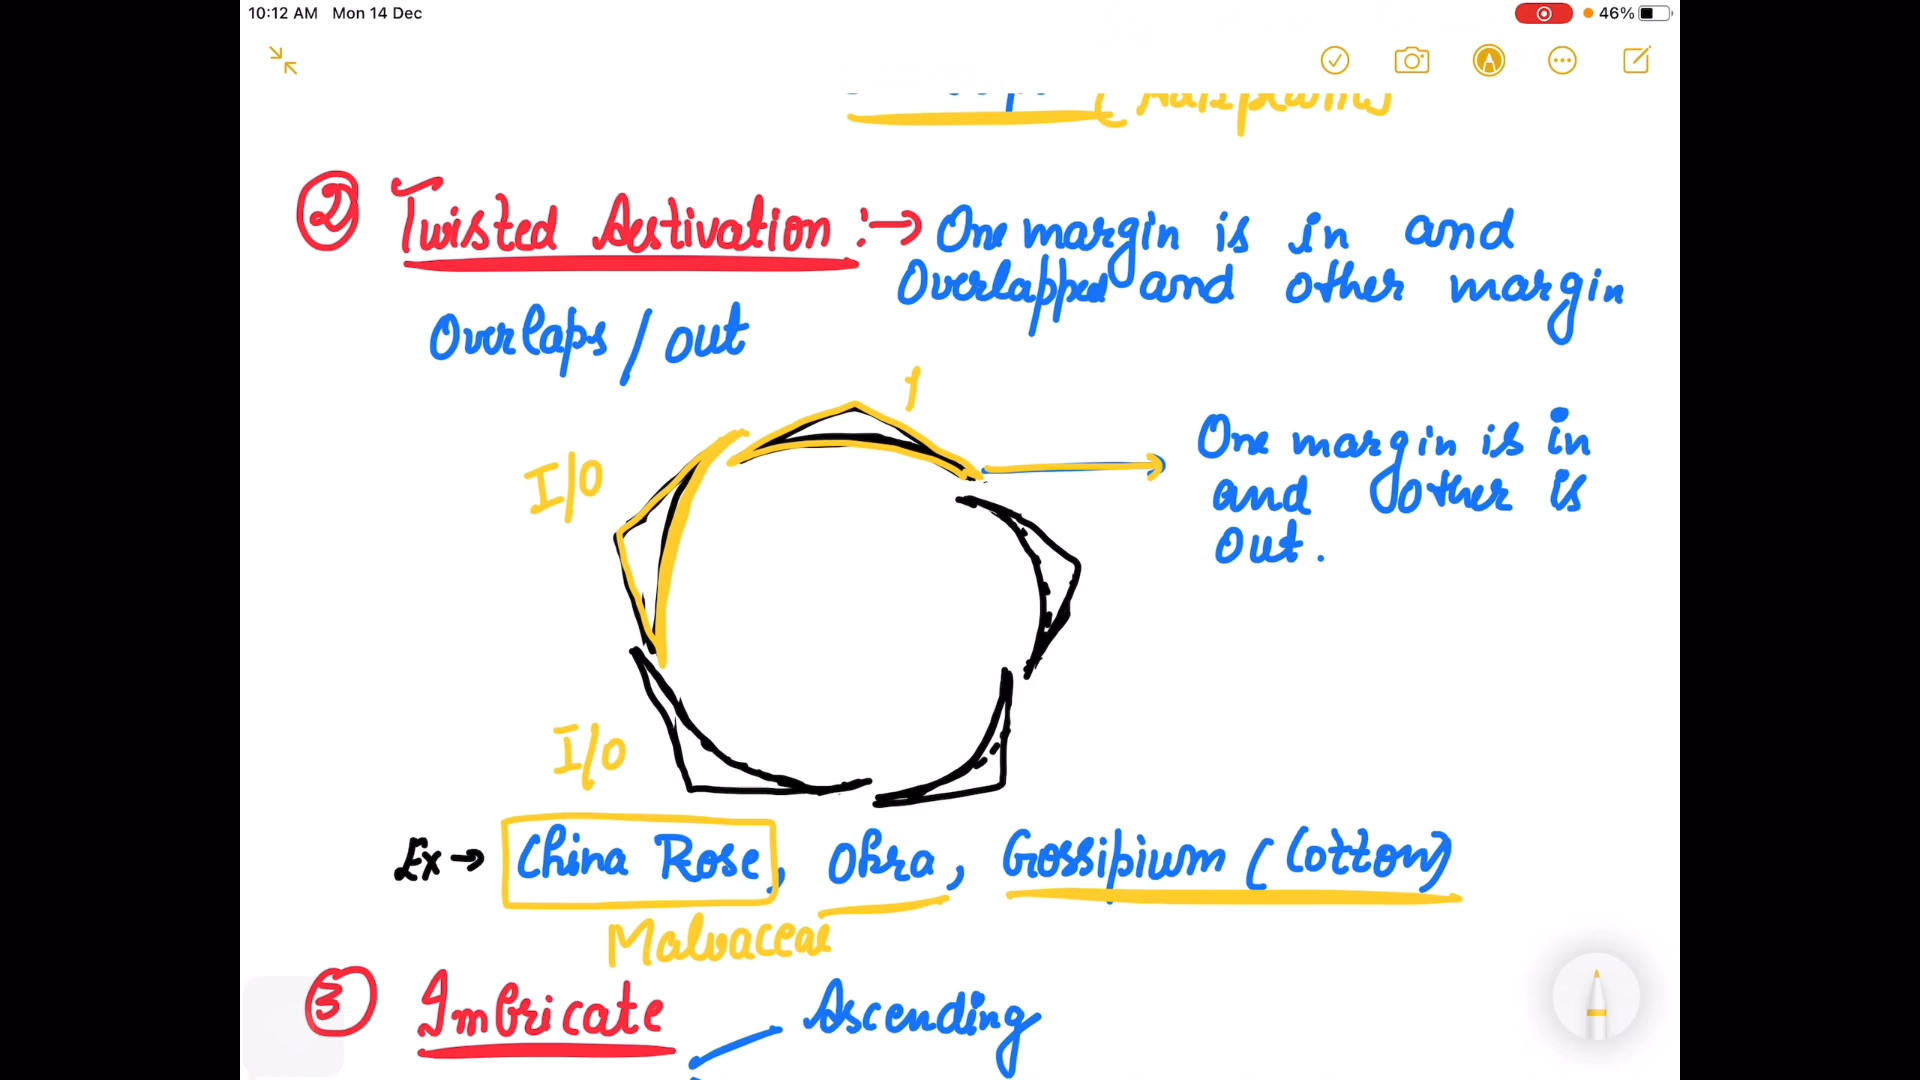 10:12 AM Mon 14 Dec
46%
② Twisted Aestivation :→ One margin is in and
Overlapped and other margin
Overlaps / out
I/O
1
One margin is in
and other is
out.
I/O
Ex → China Rose, Okra, Gossipium (Cotton)
Malvaceae
③ Imbricate
Ascending